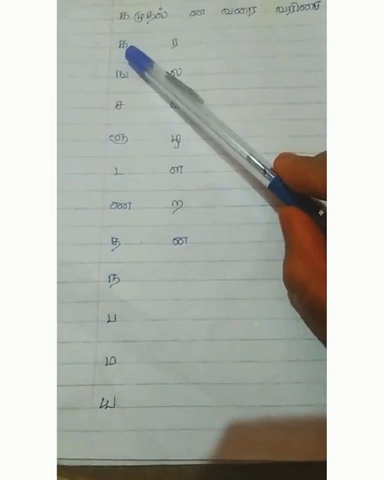 க முதல் ன வரை வரிசை
க ர
ங ல
ச
ஞ ழ
ட ள
ண ற
த ன
ந
ப
ம
ய